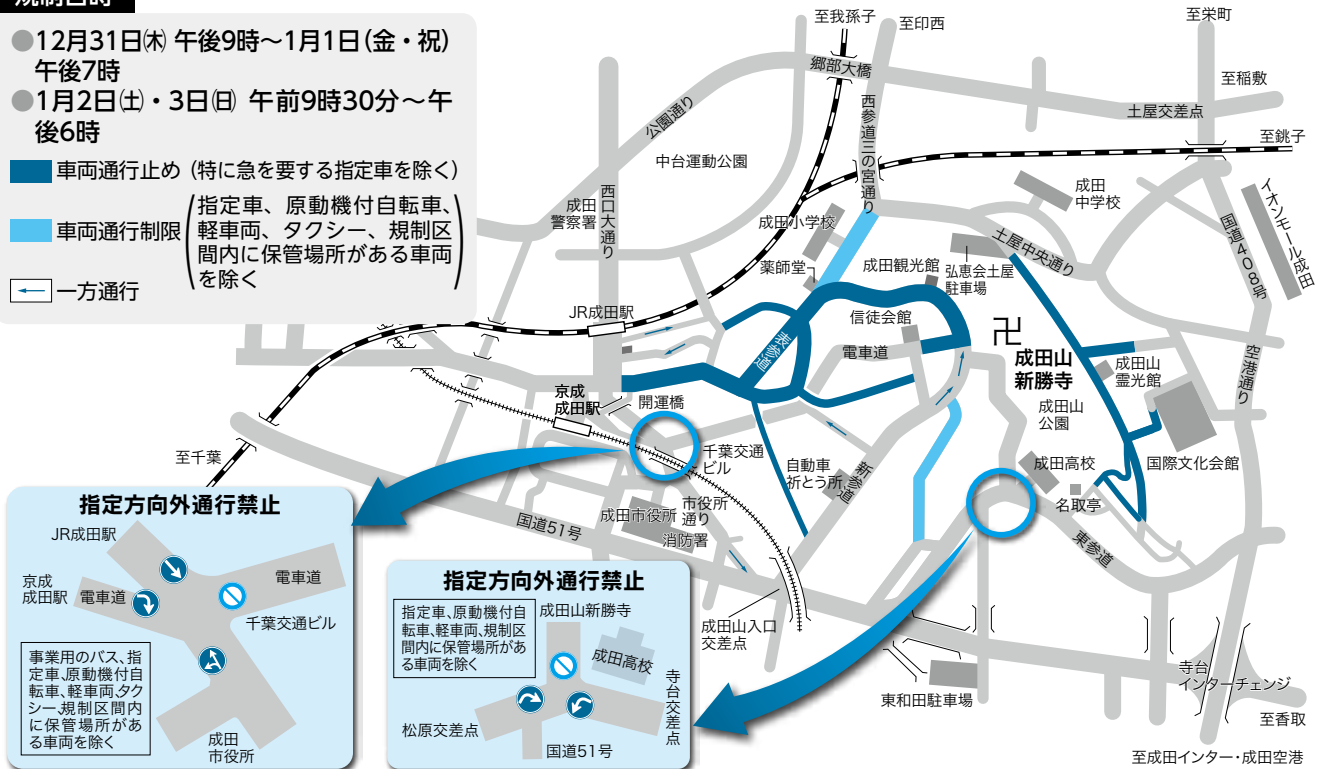 規制日時
●12月31日㈭ 午後9時～1月1日(金・祝)
午後7時
●1月2日㈯・3日㈰ 午前9時30分～午
後6時
車両通行止め (特に急を要する指定車を除く)
車両通行制限
指定車、原動機付自転車、
軽車両、タクシー、規制区
間内に保管場所がある車両
を除く
一方通行
至我孫子
至印西
至栄町
郷部大橋
至稲敷
土屋交差点
至銚子
公園通り
中台運動公園
西参道三の宮通り
成田
中学校
イオンモール成田
国道408号
西口大通り
成田
警察署
成田小学校
土屋中央通り
薬師堂
成田観光館
弘恵会土屋
駐車場
JR成田駅
信徒会館
表参道
電車道
卍
成田山
新勝寺
成田山
霊光館
空港通り
京成
成田駅
開運橋
成田山
公園
至千葉
千葉交通
ビル
自動車
祈とう所
新参道
成田高校
国際文化会館
名取亭
成田市役所
市役所
通り
消防署
国道51号
東参道
成田山入口
交差点
東和田駐車場
寺台
インターチェンジ
至香取
至成田インター・成田空港
指定方向外通行禁止
JR成田駅
京成
成田駅
電車道
電車道
千葉交通ビル
事業用のバス、指
定車、原動機付自
転車、軽車両、タク
シー、規制区間内
に保管場所があ
る車両を除く
成田
市役所
指定方向外通行禁止
指定車、原動機付自
転車、軽車両、規制区
間内に保管場所があ
る車両を除く
成田山新勝寺
成田高校
寺台交差点
松原交差点
国道51号